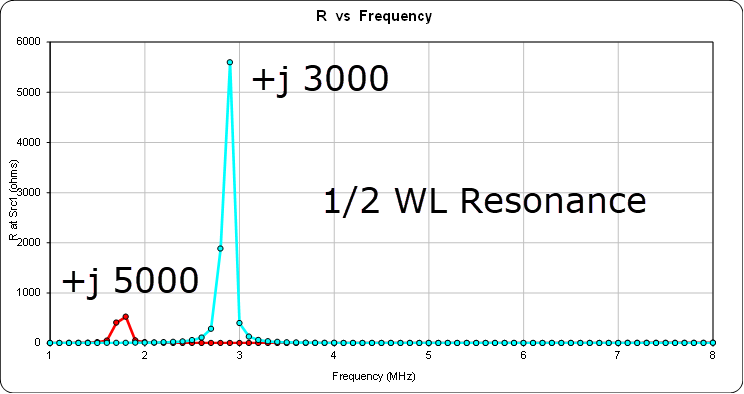 R vs Frequency
6000
5000
4000
3000
2000
1000
0
R at Src1 (ohms)
+j 3000
1/2 WL Resonance
+j 5000
1 2 3 4 5 6 7 8
Frequency (MHz)